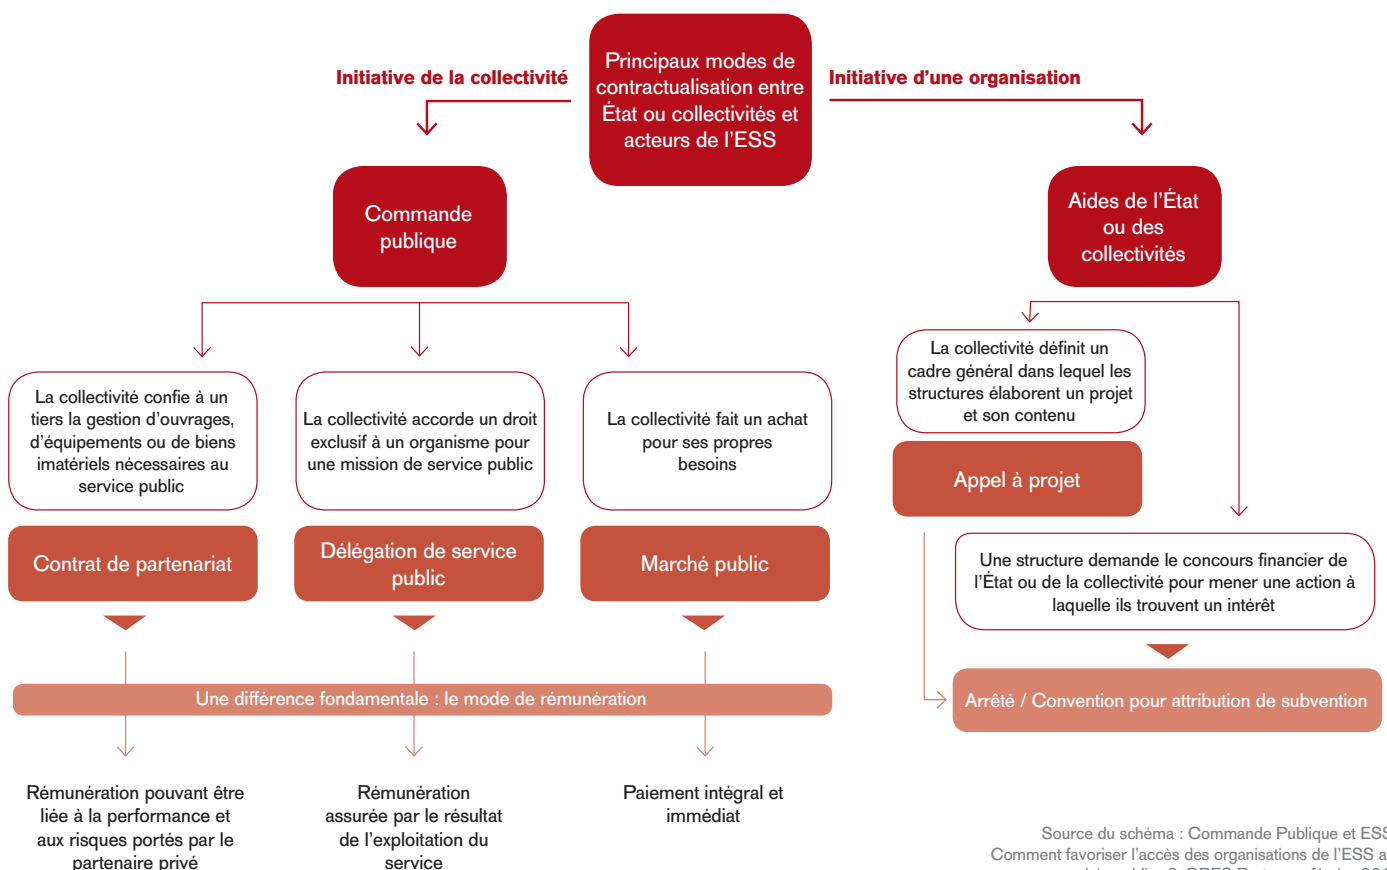 Principaux modes de
contractualisation entre
État ou collectivités et
acteurs de l'ESS
Initiative de la collectivité
Initiative d'une organisation
Commande
publique
Aides de l'État
ou des
collectivités
La collectivité confie à un
tiers la gestion d'ouvrages,
d'équipements ou de biens
imatériels nécessaires au
service public
La collectivité accorde un droit
exclusif à un organisme pour
une mission de service public
La collectivité fait un achat
pour ses propres
besoins
La collectivité définit un
cadre général dans lequel les
structures élaborent un projet
et son contenu
Appel à projet
Contrat de partenariat
Délégation de service
public
Marché public
Une structure demande le concours financier de
l'État ou de la collectivité pour mener une action à
laquelle ils trouvent un intérêt
Une différence fondamentale : le mode de rémunération
Arrêté / Convention pour attribution de subvention
Rémunération pouvant être
liée à la performance et
aux risques portés par le
partenaire privé
Rémunération
assurée par le résultat
de l'exploitation du
service
Paiement intégral et
immédiat
Source du schéma : Commande Publique et ESS
Comment favoriser l'accès des organisations de l'ESS a